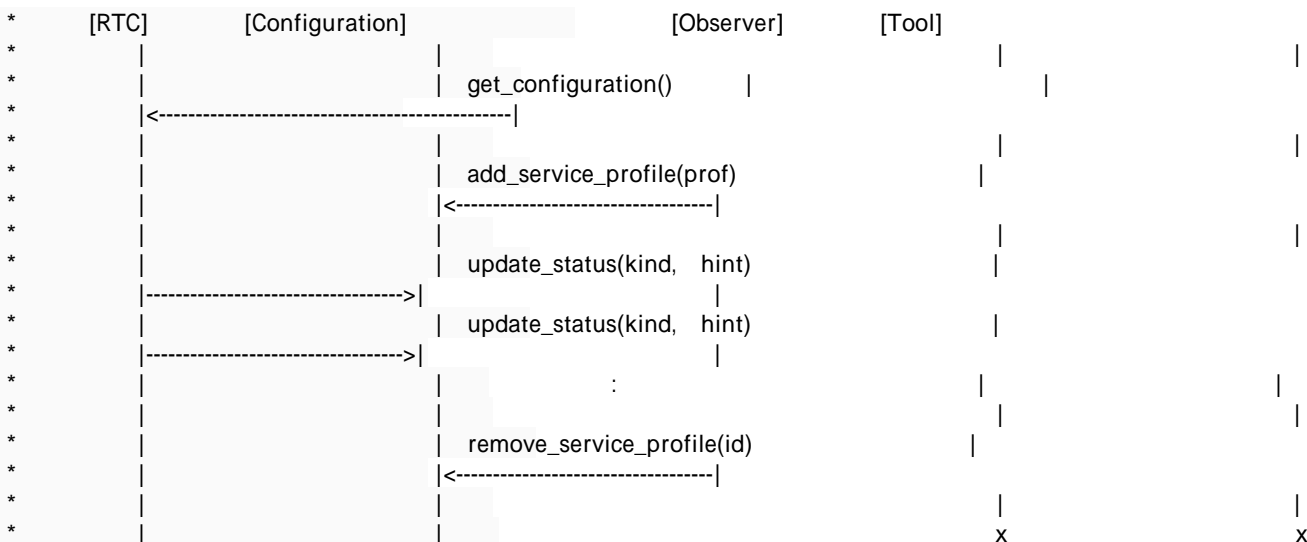 * [RTC] [Configuration] [Observer] [Tool]
* | | | |
* | | get_configuration() | |
* |<------------------------------------------------|
* | | | |
* | | add_service_profile(prof) |
* | |<-----------------------------------|
* | | | |
* | | update_status(kind, hint) |
* |----------------------------------->| |
* | | update_status(kind, hint) |
* |----------------------------------->| |
* | | : | |
* | | | |
* | | remove_service_profile(id) |
* | |<-----------------------------------|
* | | | |
* | | x x